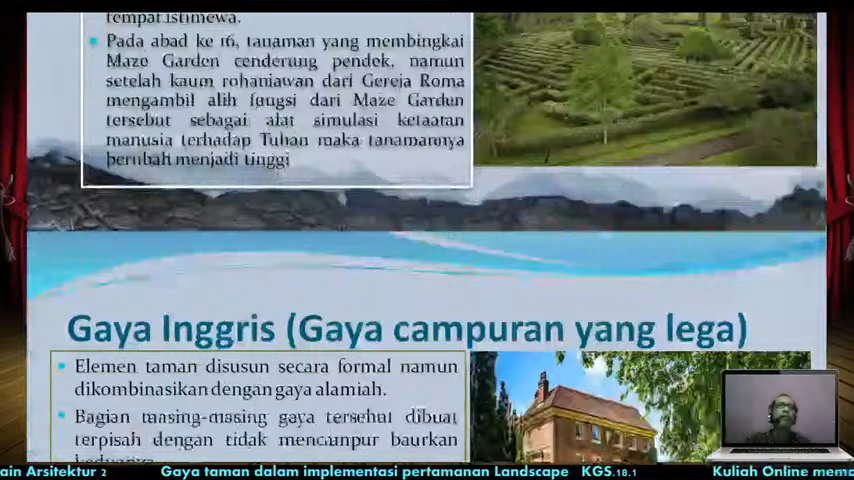 tempat istimewa.
Pada abad ke 16, tanaman yang membingkai
Maze Garden cenderung pendek, namun
setelah kaum rohaniawan dari Gereja Roma
mengambil alih fungsi dari Maze Garden
tersebut sebagai alat simulasi ketaatan
manusia terhadap Tuhan maka tanamannya
berubah menjadi tinggi
Gaya Inggris (Gaya campuran yang lega)
Elemen taman disusun secara formal namun
dikombinasikan dengan gaya alamiah.
Bagian masing-masing gaya tersebut dibuat
terpisah dengan tidak mencampur baurkan
keduanya
ain Arsitektur 2 Gaya taman dalam implementasi pertamanan Landscape KGS.18.1 Kuliah Online mema